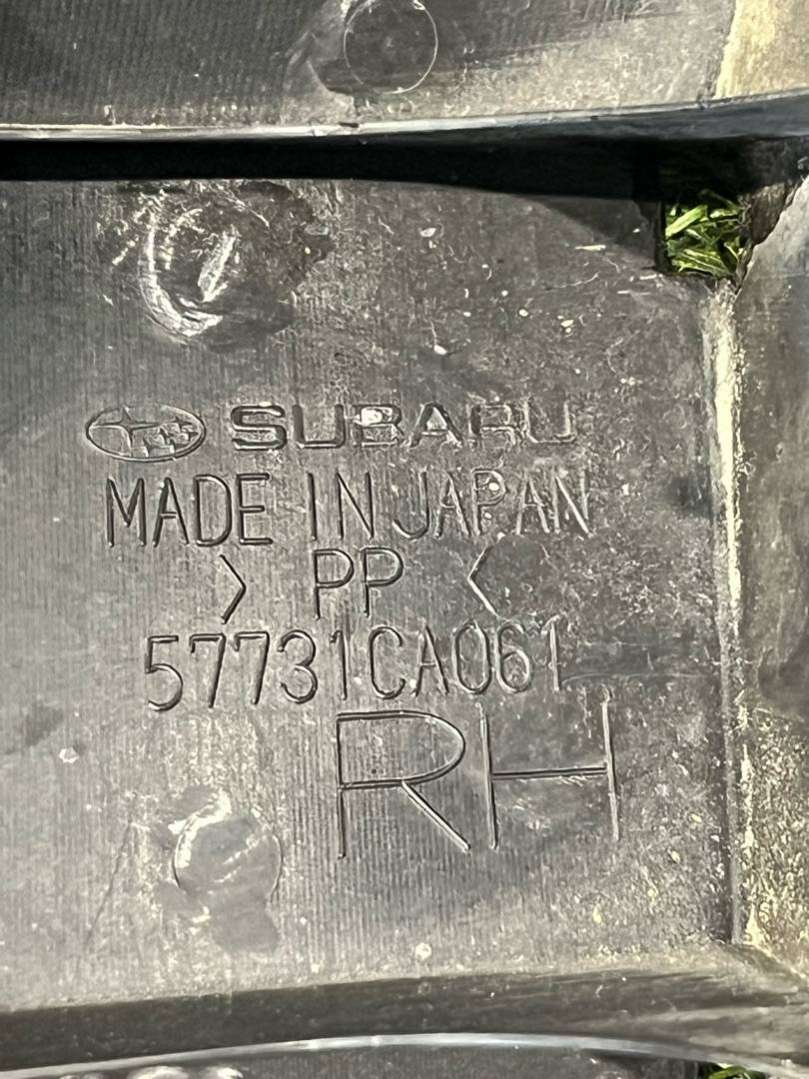 SUBARU
MADE IN JAPAN
> PP <
57731CA061
RH